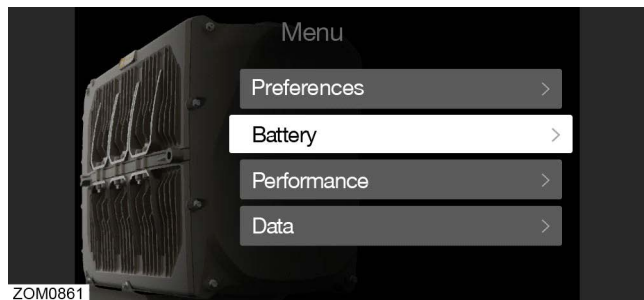 Menu
Preferences
Battery
Performance
Data
ZOM0861